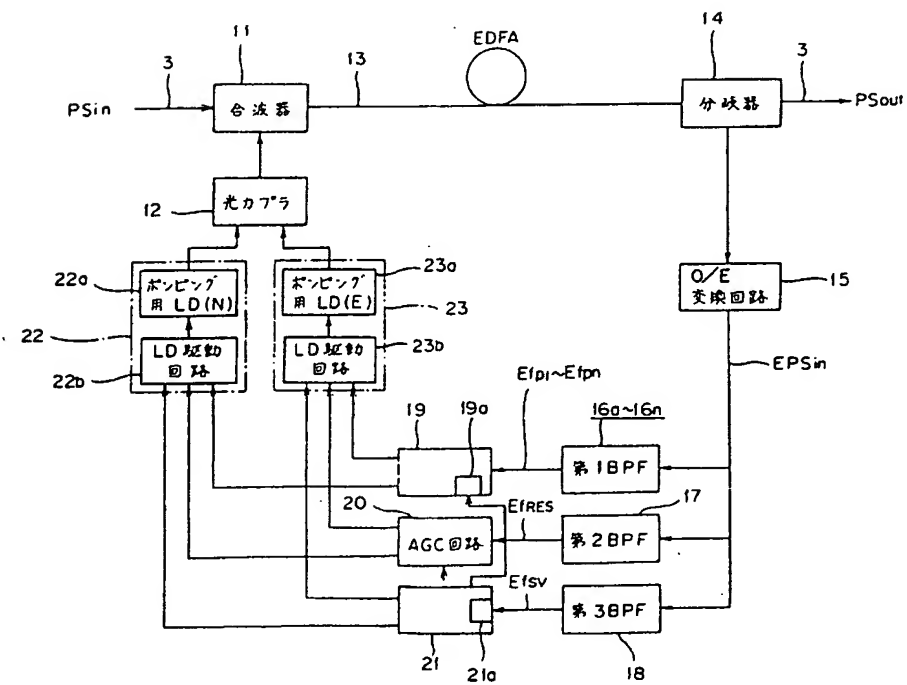 11
EDFA
14
3
13
3
PSin
合波器
分岐器
PSout
12
光カプラ
22a
ポンピング
用 LD(N)
ポンピング
用 LD(E)
23a
O/E
変換回路
15
22
LD 駆動
回路
LD 駆動
回路
23
23b
22b
EPSin
Efp1~Efpn
16a~16n
19
19a
第1BPF
20
EfRES
17
AGC回路
第2BPF
Efsv
第3BPF
21
21a
18